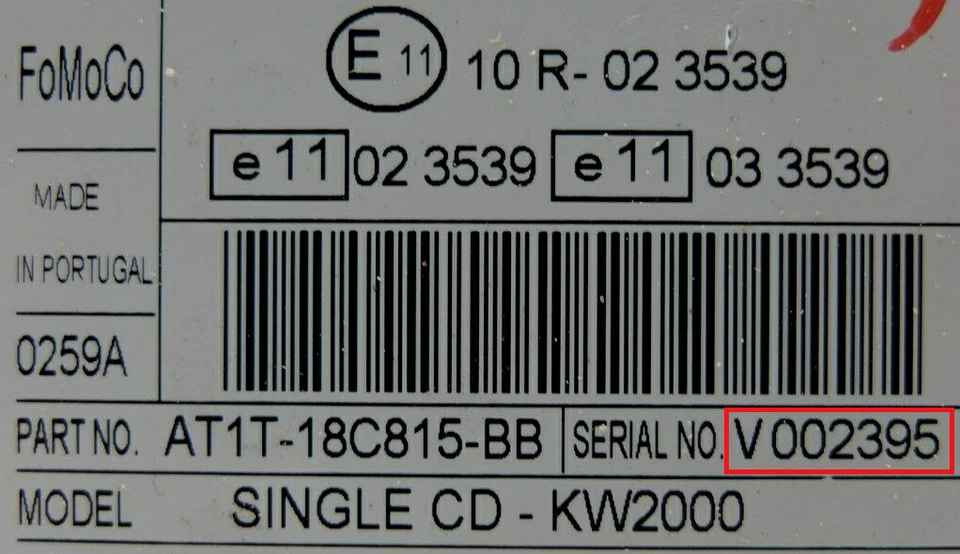 FoMoCo
E 11 10 R- 02 3539
e 11 02 3539 e 11 03 3539
MADE
IN PORTUGAL
0259A
PART NO. AT1T-18C815-BB SERIAL NO. V002395
MODEL SINGLE CD - KW2000